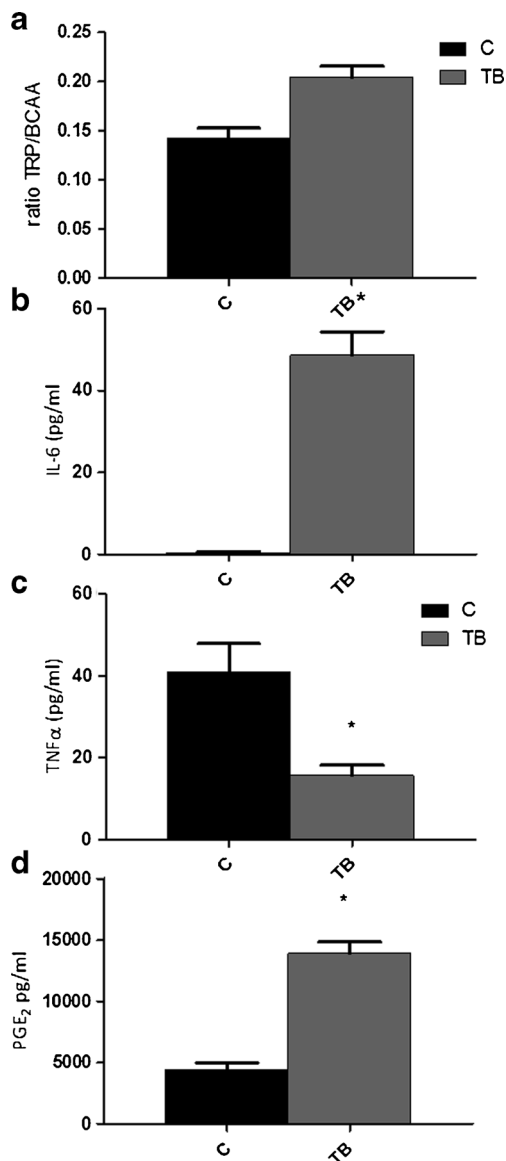 a
0.25
0.20
0.15
0.10
0.05
0.00
ratio TRP/BCAA
C
TB
C
TB*
b
60
40
20
0
IL-6 (pg/ml)
C
TB
c
60
40
20
0
TNFα (pg/ml)
C
TB
*
C
TB
d
20000
15000
10000
5000
0
PGE₂ pg/ml
*
C
TB